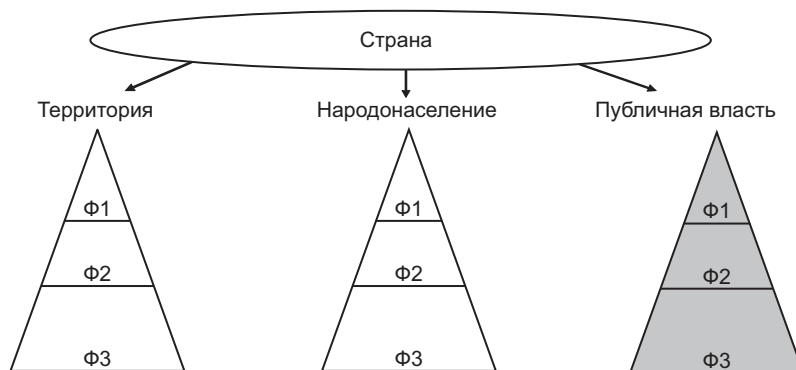 Страна
Территория Народонаселение Публичная власть
Ф1 Ф1 Ф1
Ф2 Ф2 Ф2
Ф3 Ф3 Ф3